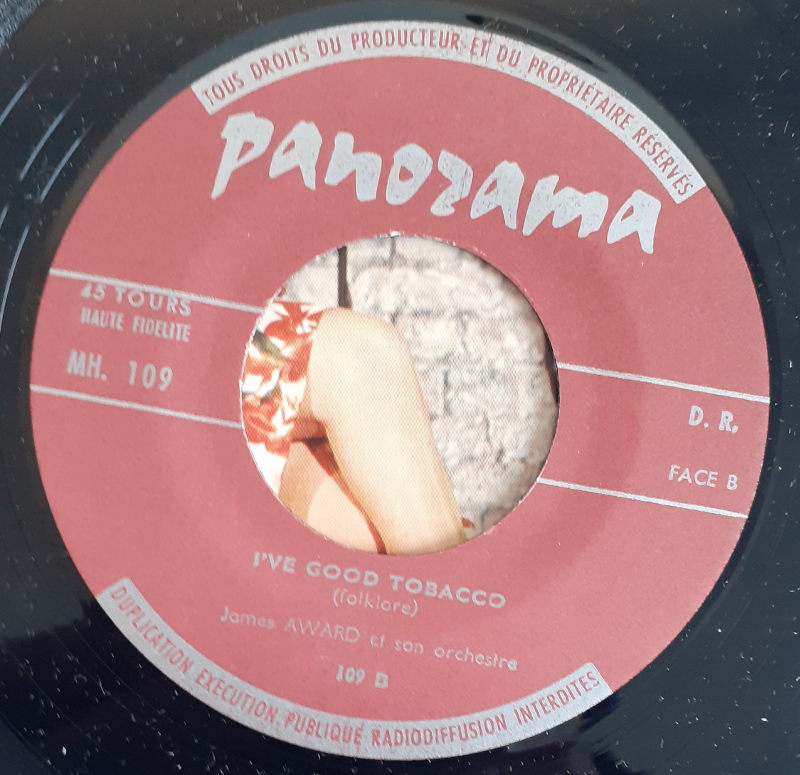 TOUS DROITS DU PRODUCTEUR ET DU PROPRIÉTAIRE RÉSERVÉS
panorama
45 TOURS
HAUTE FIDELITE
MH. 109
D. R.
FACE B
I'VE GOOD TOBACCO
(folklore)
James AWARD et son orchestre
109 B
DUPLICATION EXÉCUTION PUBLIQUE RADIODIFFUSION INTERDITES